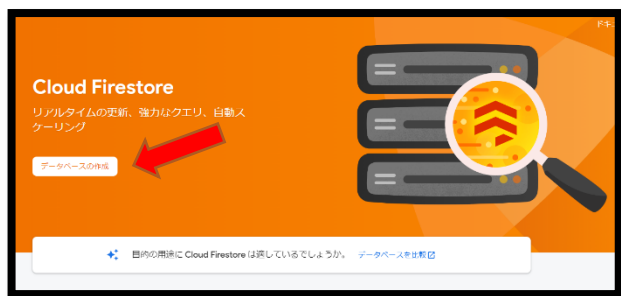 ドキ
Cloud Firestore
リアルタイムの更新、強力なクエリ、自動ス
ケーリング
データベースの作成
目的の用途に Cloud Firestore は適しているでしょうか。 データベースを比較